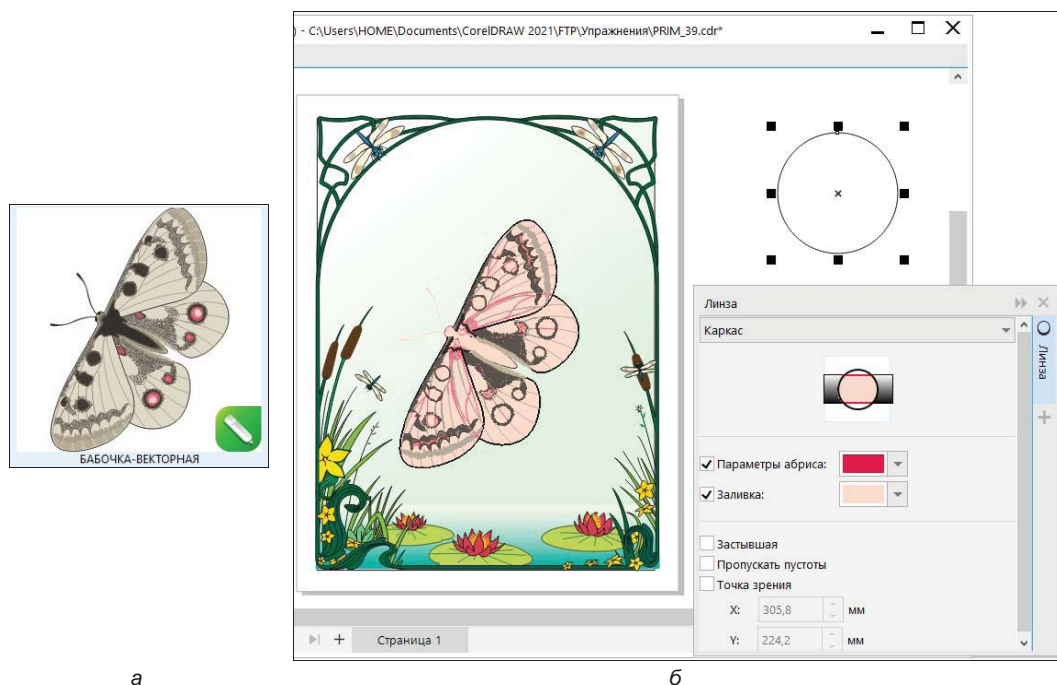 ) - C:\Users\HOME\Documents\CorelDRAW 2021\FTP\Упражнения\PRIM_39.cdr*
БАБОЧКА-ВЕКТОРНАЯ
Линза
Каркас
Линза
Параметры абриса:
Заливка:
Застывшая
Пропускать пустоты
Точка зрения
X: 305,8 мм
Y: 224,2 мм
Страница 1
а
б